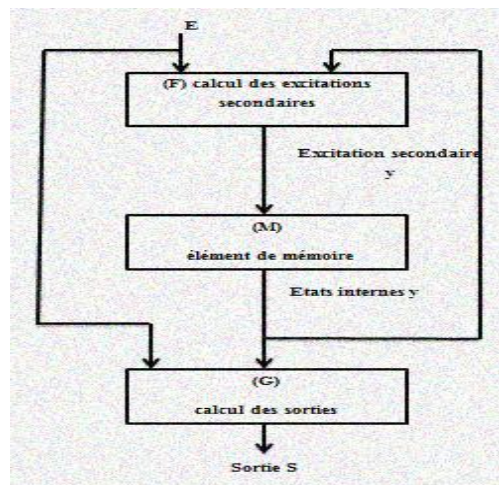 E
(F) calcul des excitations
secondaires
Excitation secondaire
y
(M)
élément de mémoire
Etats internes y
(G)
calcul des sorties
Sortie S